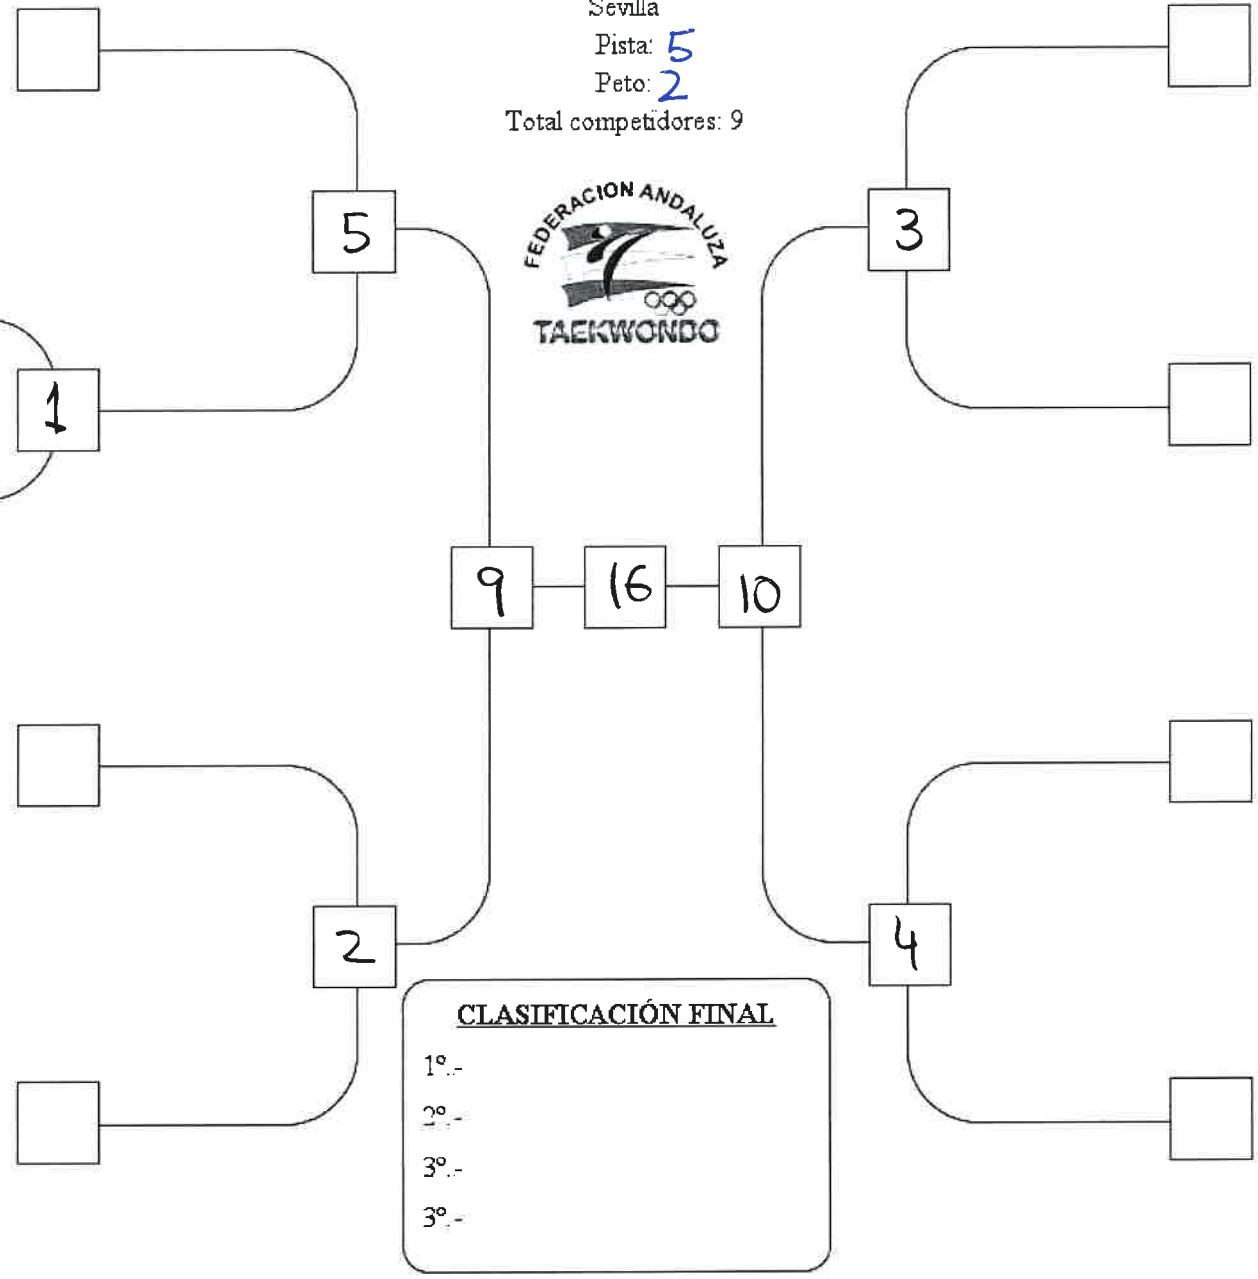 Sevilla
Pista: 5
Peto: 2
Total competidores: 9
FEDERACION ANDALUZA
TAEKWONDO
5
3
1
9
16
10
2
4
CLASIFICACIÓN FINAL
1º.-
2º.-
3º.-
3º.-